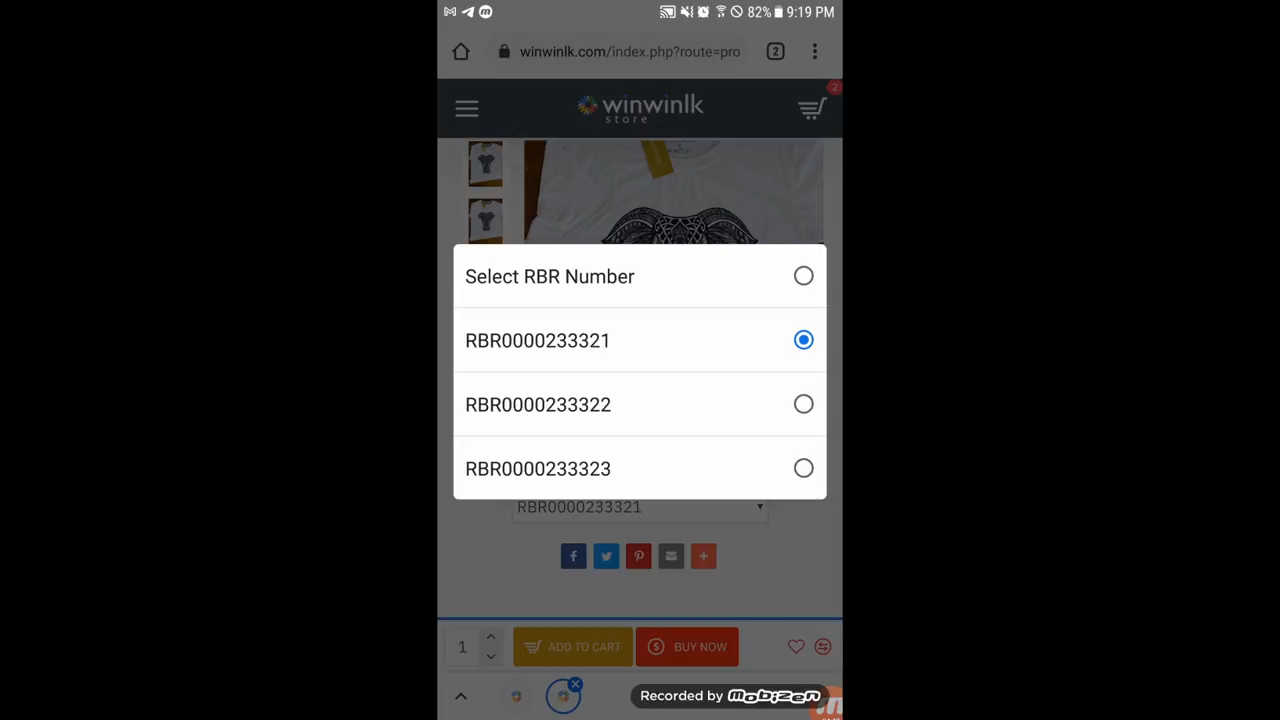 82% 9:19 PM
winwinlk.com/index.php?route=pro
2
winwinlk
store
2
Select RBR Number
RBR0000233321
RBR0000233322
RBR0000233323
RBR0000233321
1
ADD TO CART
BUY NOW
Recorded by MOBIZEN